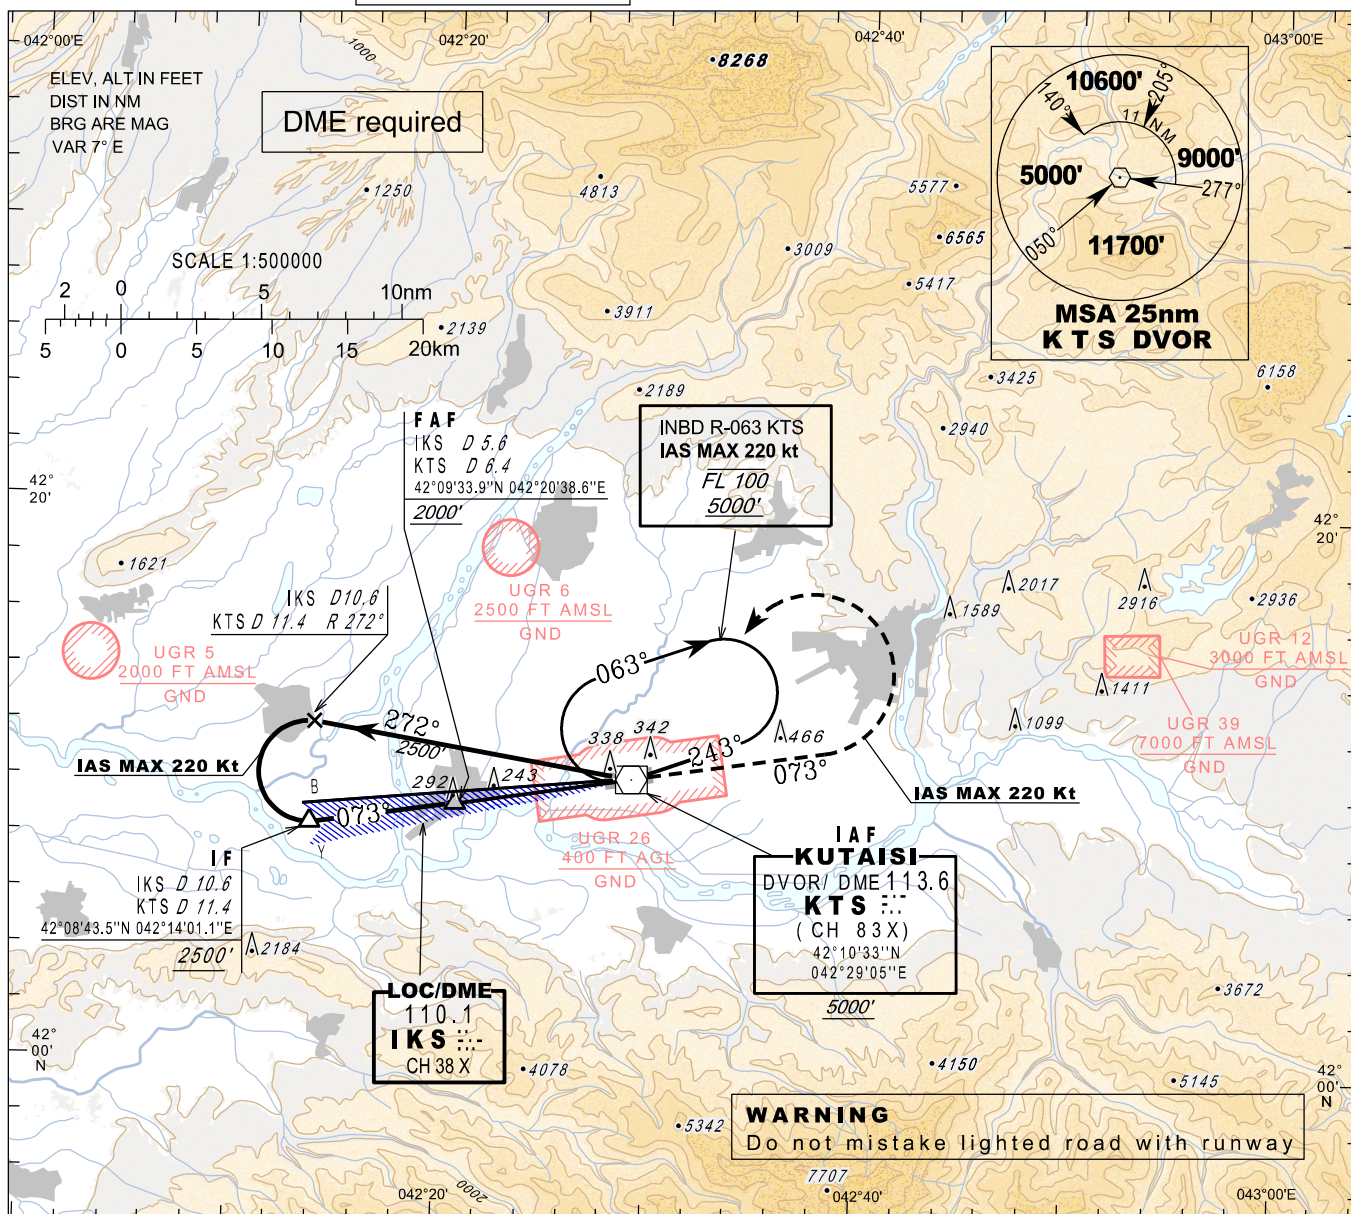 042°00'E
042°20'
042°40'
043°00'E
ELEV, ALT IN FEET
DIST IN NM
BRG ARE MAG
VAR 7° E
DME required
1000
8268
10600'
140°
205°
11 NM
5000'
9000'
277°
050°
11700'
MSA 25nm
KTS DVOR
1250
4813
5577
6565
3009
5417
SCALE 1:500000
2 0 5 10nm
5 0 5 10 15 20km
2139
3911
2189
3425
6158
2940
FAF
IKS D 5.6
KTS D 6.4
42°09'33.9''N 042°20'38.6''E
2000'
INBD R-063 KTS
IAS MAX 220 kt
FL 100
5000'
42°
20'
42°
20'
1621
UGR 6
2500 FT AMSL
GND
IKS D10.6
KTS D 11.4 R 272°
UGR 5
2000 FT AMSL
GND
2017
1589
2916
2936
UGR 12
3000 FT AMSL
GND
1411
1099
UGR 39
7000 FT AMSL
GND
063°
272°
2500'
338
342
243°
466
073°
IAS MAX 220 Kt
IAS MAX 220 Kt
B
292
243
073°
Y
UGR 26
400 FT AGL
GND
IF
IKS D 10.6
KTS D 11.4
42°08'43.5''N 042°14'01.1''E
2500'
2184
IAF
KUTAISI
DVOR/ DME 113.6
KTS
(CH 83X)
42°10'33''N
042°29'05''E
5000'
LOC/DME
110.1
IKS
CH 38 X
42°
00'
N
4078
3672
4150
5145
42°
00'
N
5342
WARNING
Do not mistake lighted road with runway
7707
042°20'
2000
042°40'
043°00'E